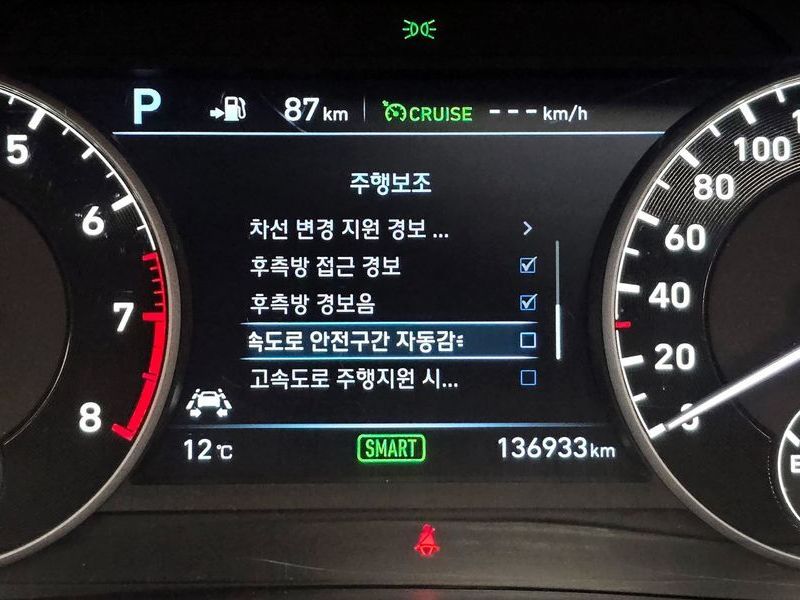 P 87 km CRUISE --- km/h
주행보조
차선 변경 지원 경보 ...
후측방 접근 경보
후측방 경보음
속도로 안전구간 자동감
고속도로 주행지원 시...
12℃ SMART 136933 km
5
6
7
8
100
80
60
40
20
0
E